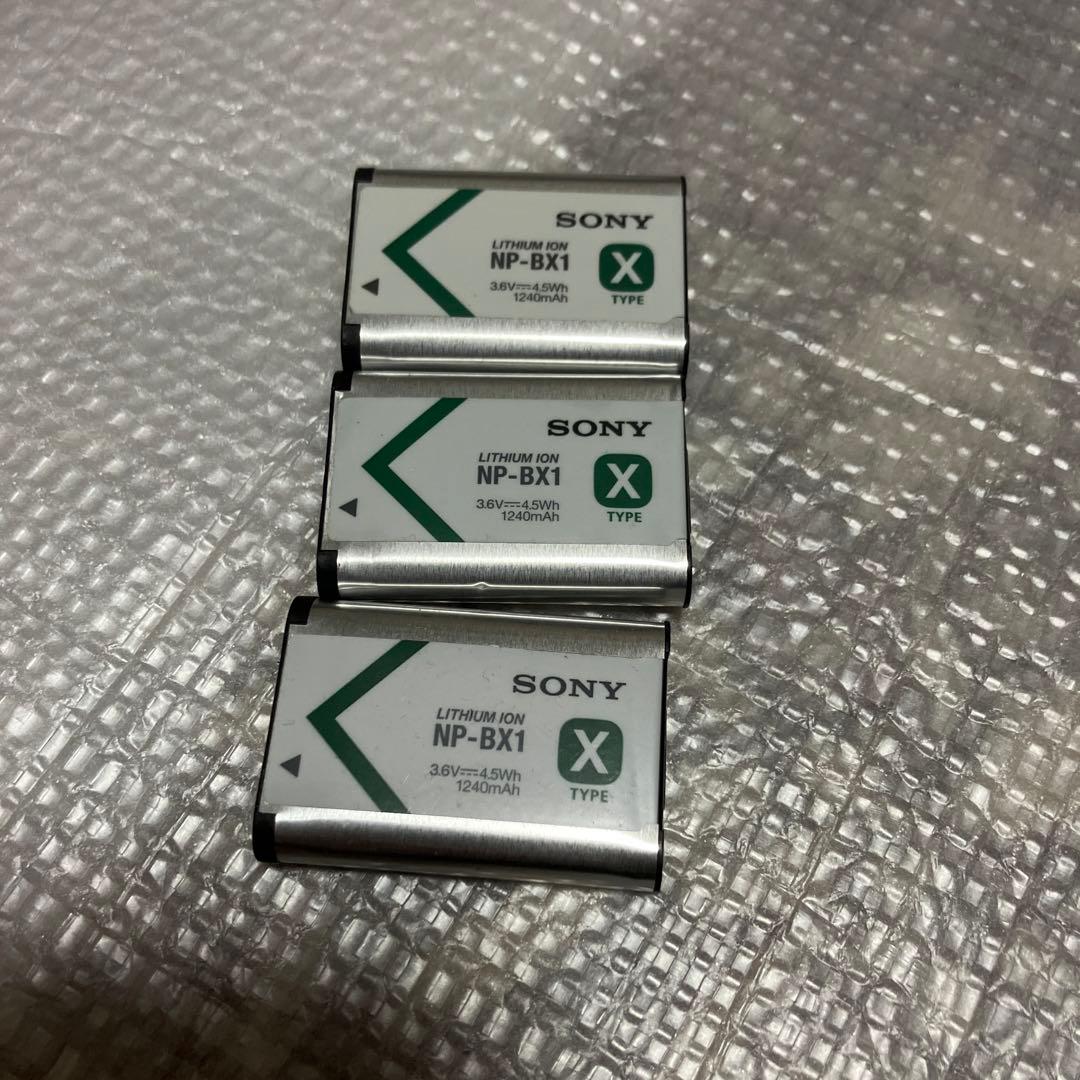 SONY
LITHIUM ION
NP-BX1
X
3.6V⎓4.5Wh
1240mAh
TYPE
SONY
LITHIUM ION
NP-BX1
X
3.6V⎓4.5Wh
1240mAh
TYPE
SONY
LITHIUM ION
NP-BX1
X
3.6V⎓4.5Wh
1240mAh
TYPE